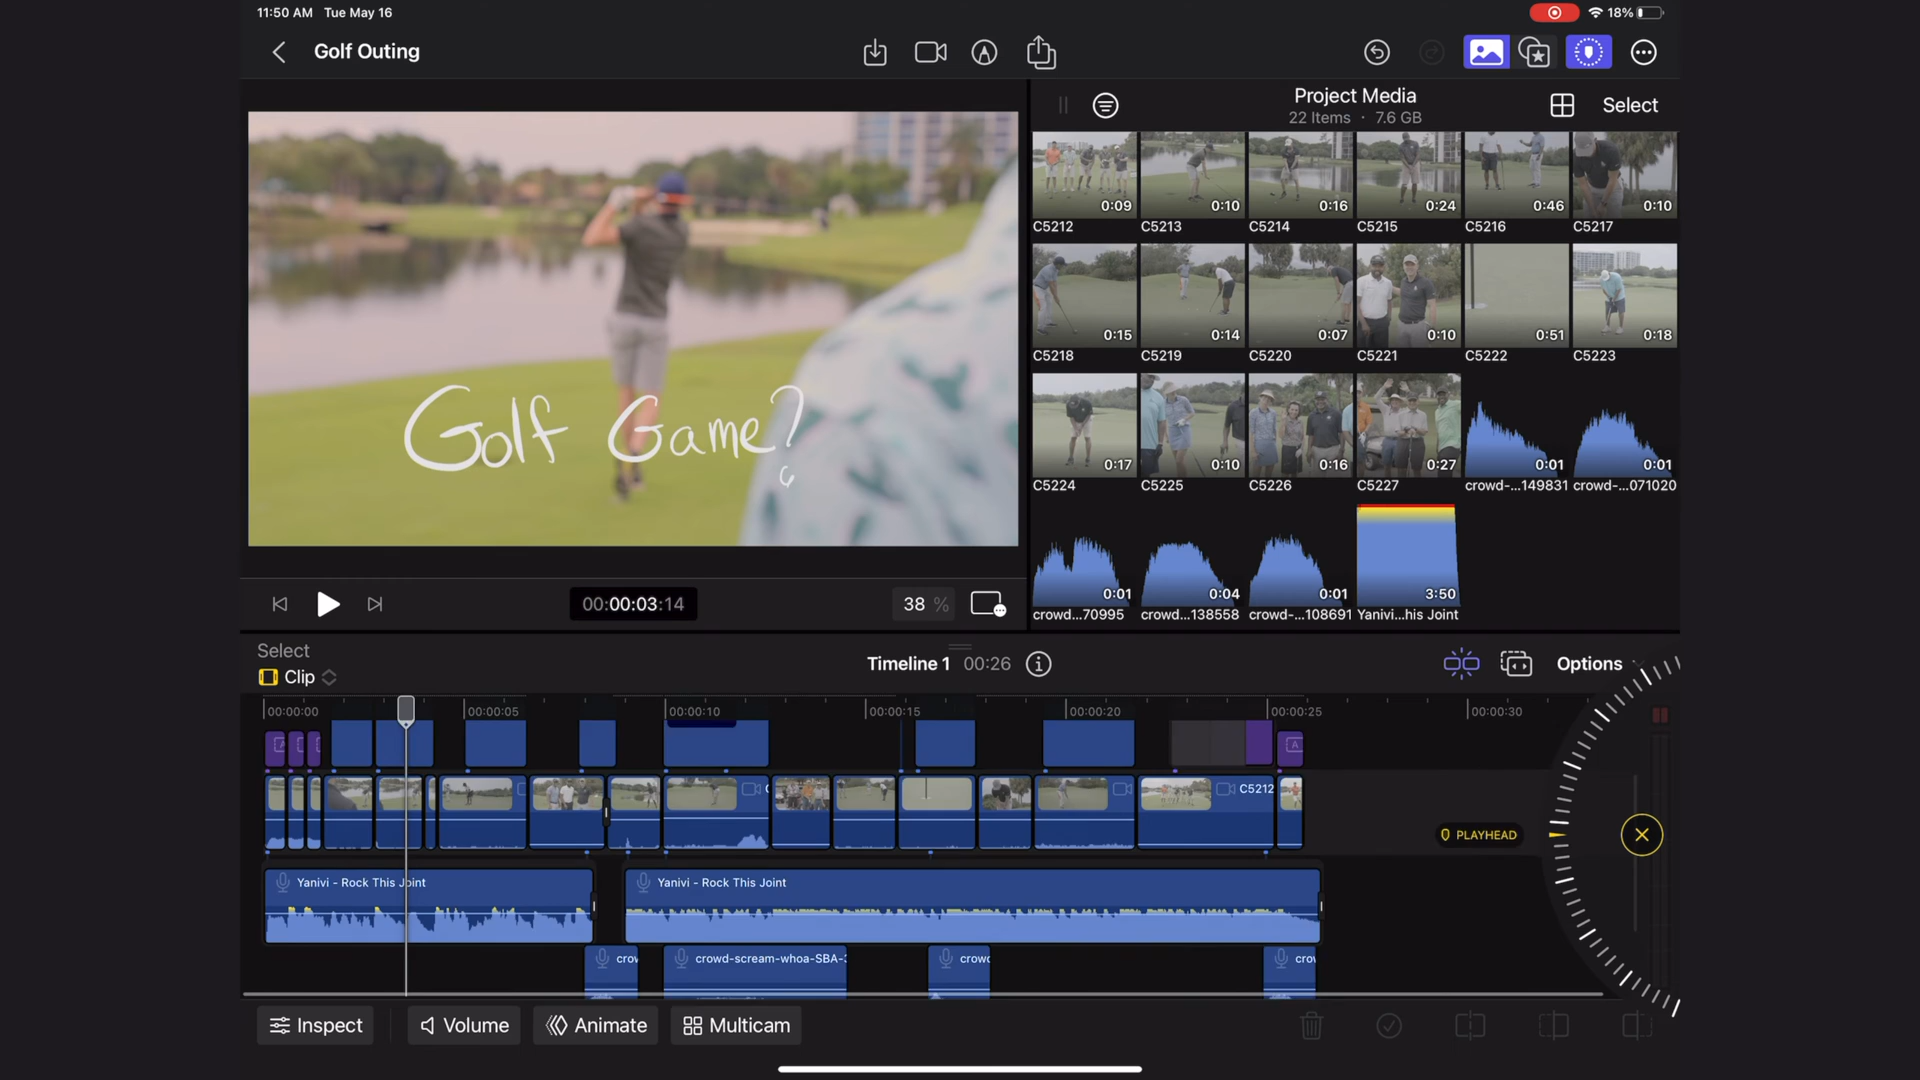 11:50 AM Tue May 16
18%
Golf Outing
Project Media
22 Items · 7.6 GB
Select
0:09 0:10 0:16 0:24 0:46 0:10
C5212 C5213 C5214 C5215 C5216 C5217
0:15 0:14 0:07 0:10 0:51 0:18
C5218 C5219 C5220 C5221 C5222 C5223
0:17 0:10 0:16 0:27 0:01 0:01
C5224 C5225 C5226 C5227 crowd-...149831 crowd-...071020
0:01 0:04 0:01 3:50
crowd...70995 crowd...138558 crowd-...108691 Yanivi...his Joint
Golf Game?
00:00:03:14
38 %
Select
Clip
Timeline 1 00:26
Options
00:00:00 00:00:05 00:00:10 00:00:15 00:00:20 00:00:25 00:00:30
C5212
PLAYHEAD
Yanivi - Rock This Joint
Yanivi - Rock This Joint
crow crowd-scream-whoa-SBA-3 crowd crow
Inspect Volume Animate Multicam